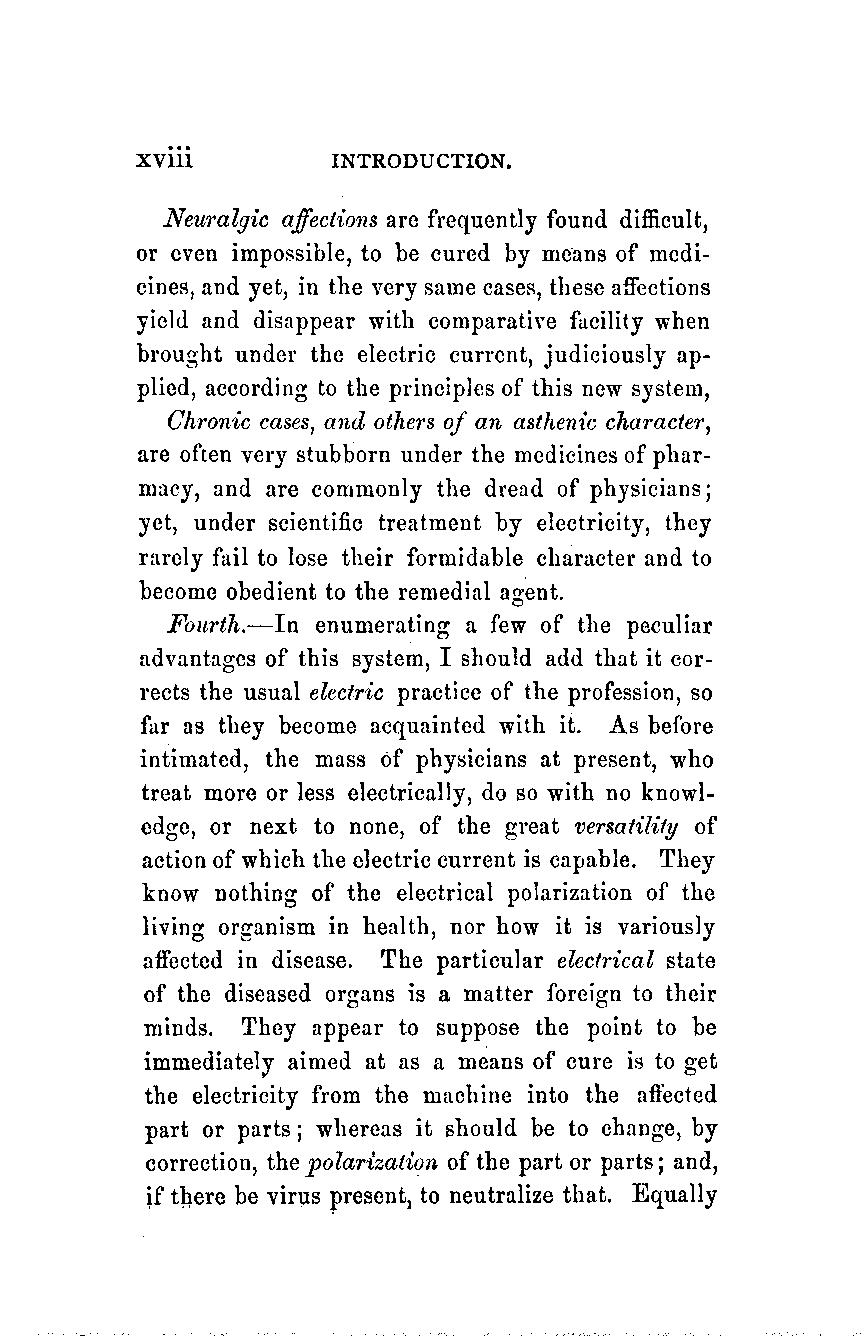 xviii INTRODUCTION.
Neuralgic affections are frequently found difficult,
or even impossible, to be cured by means of medi-
cines, and yet, in the very same cases, these affections
yield and disappear with comparative facility when
brought under the electric current, judiciously ap-
plied, according to the principles of this new system,
Chronic cases, and others of an asthenic character,
are often very stubborn under the medicines of phar-
macy, and are commonly the dread of physicians;
yet, under scientific treatment by electricity, they
rarely fail to lose their formidable character and to
become obedient to the remedial agent.
Fourth.—In enumerating a few of the peculiar
advantages of this system, I should add that it cor-
rects the usual electric practice of the profession, so
far as they become acquainted with it. As before
intimated, the mass of physicians at present, who
treat more or less electrically, do so with no knowl-
edge, or next to none, of the great versatility of
action of which the electric current is capable. They
know nothing of the electrical polarization of the
living organism in health, nor how it is variously
affected in disease. The particular electrical state
of the diseased organs is a matter foreign to their
minds. They appear to suppose the point to be
immediately aimed at as a means of cure is to get
the electricity from the machine into the affected
part or parts; whereas it should be to change, by
correction, the polarization of the part or parts; and,
if there be virus present, to neutralize that. Equally